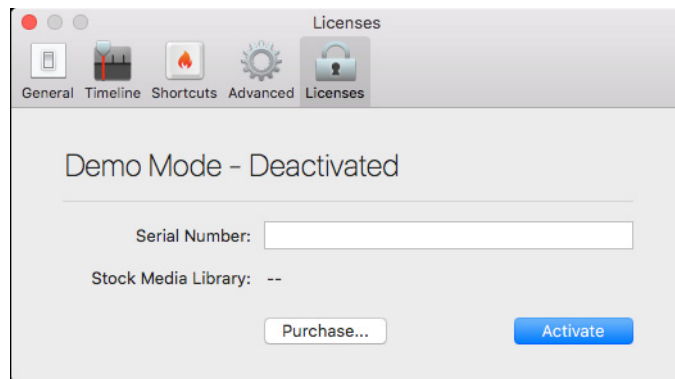 Licenses
General Timeline Shortcuts Advanced Licenses
Demo Mode - Deactivated
Serial Number:
Stock Media Library: --
Purchase... Activate